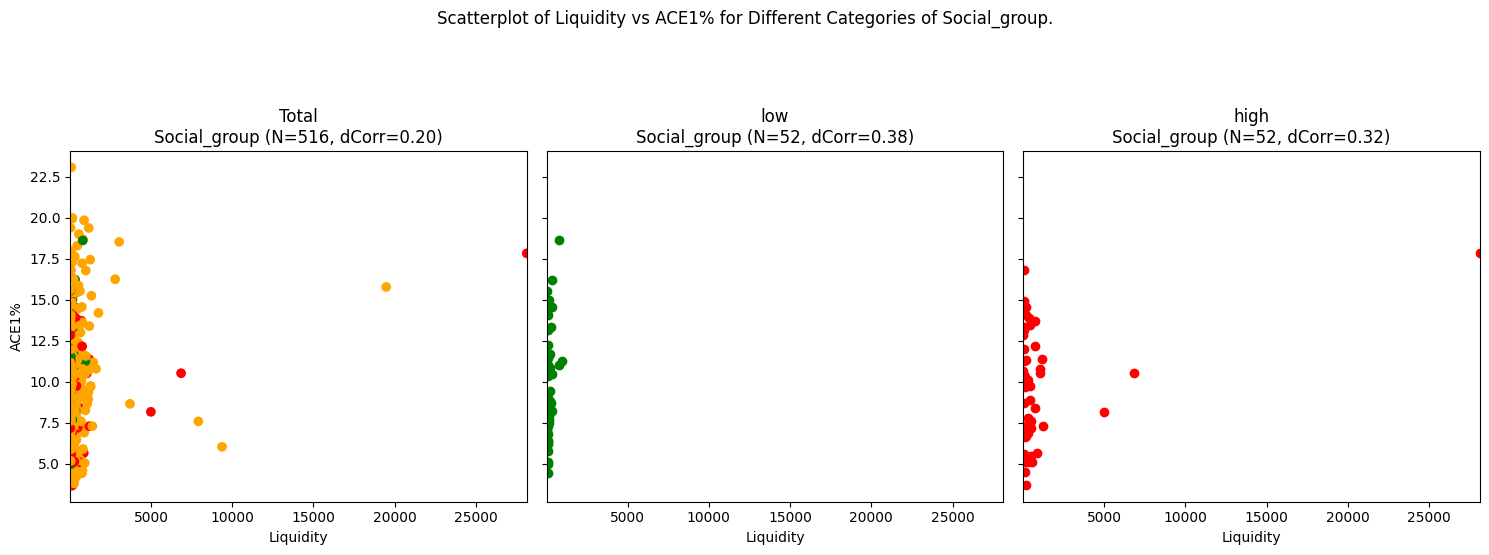 Scatterplot of Liquidity vs ACE1% for Different Categories of Social_group.
Total
Social_group (N=516, dCorr=0.20)
low
Social_group (N=52, dCorr=0.38)
high
Social_group (N=52, dCorr=0.32)
ACE1%
22.5
20.0
17.5
15.0
12.5
10.0
7.5
5.0
5000 10000 15000 20000 25000
5000 10000 15000 20000 25000
5000 10000 15000 20000 25000
Liquidity
Liquidity
Liquidity